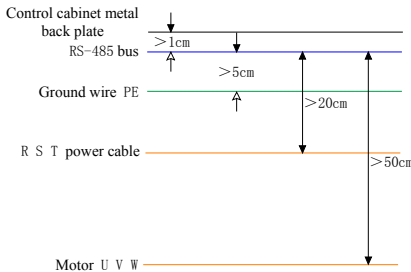 Control cabinet metal
back plate
>1cm
RS-485 bus
>5cm
Ground wire PE
>20cm
R S T power cable
>50cm
Motor U V W